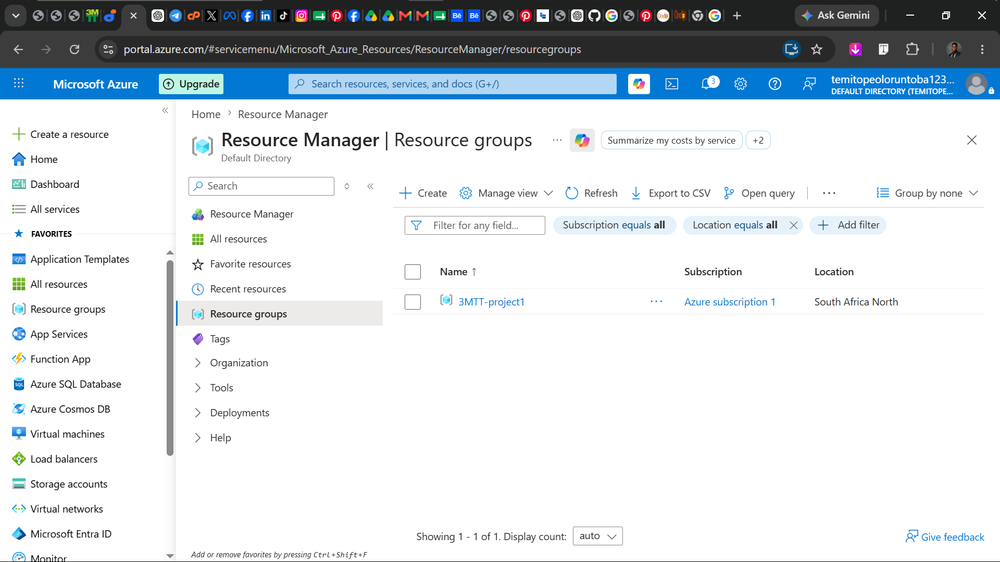 Ask Gemini
portal.azure.com/#servicemenu/Microsoft_Azure_Resources/ResourceManager/resourcegroups
Microsoft Azure
Upgrade
Search resources, services, and docs (G+/)
3
temitopeoloruntoba123...
DEFAULT DIRECTORY (TEMITOPE...
Create a resource
Home
Dashboard
All services
FAVORITES
Application Templates
All resources
Resource groups
App Services
Function App
Azure SQL Database
Azure Cosmos DB
Virtual machines
Load balancers
Storage accounts
Virtual networks
Microsoft Entra ID
Monitor
Home > Resource Manager
Resource Manager | Resource groups
Default Directory
...
Summarize my costs by service
+2
Search
Resource Manager
All resources
Favorite resources
Recent resources
Resource groups
Tags
Organization
Tools
Deployments
Help
Add or remove favorites by pressing Ctrl+Shift+F
Create
Manage view
Refresh
Export to CSV
Open query
...
Group by none
Filter for any field...
Subscription equals all
Location equals all
Add filter
Name ↑
Subscription
Location
3MTT-project1
...
Azure subscription 1
South Africa North
Showing 1 - 1 of 1. Display count:
auto
Give feedback